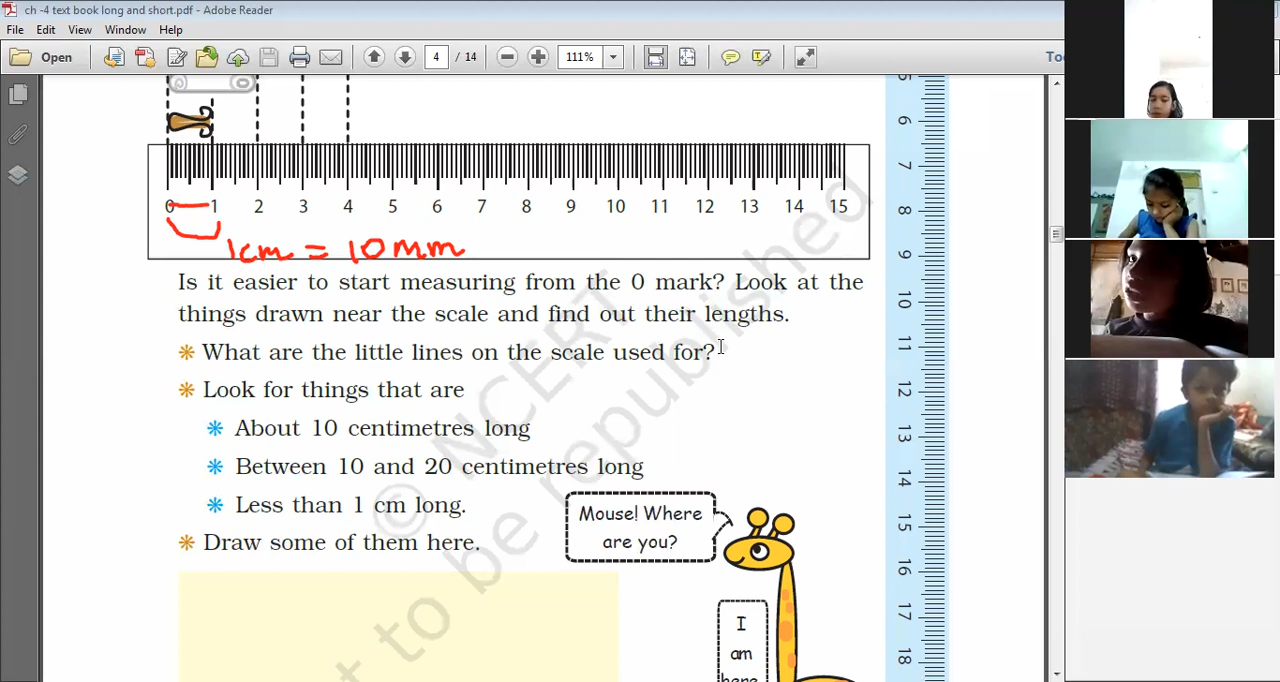 ch -4 text book long and short.pdf - Adobe Reader
File Edit View Window Help
Open 4 / 14 111%
0 1 2 3 4 5 6 7 8 9 10 11 12 13 14 15
1cm = 10mm
Is it easier to start measuring from the 0 mark? Look at the
things drawn near the scale and find out their lengths.
What are the little lines on the scale used for?
Look for things that are
About 10 centimetres long
Between 10 and 20 centimetres long
Less than 1 cm long.
Draw some of them here.
Mouse! Where
are you?
I
am
here
5
6
7
8
9
10
11
12
13
14
15
16
17
18
© NCERT
not to be republished